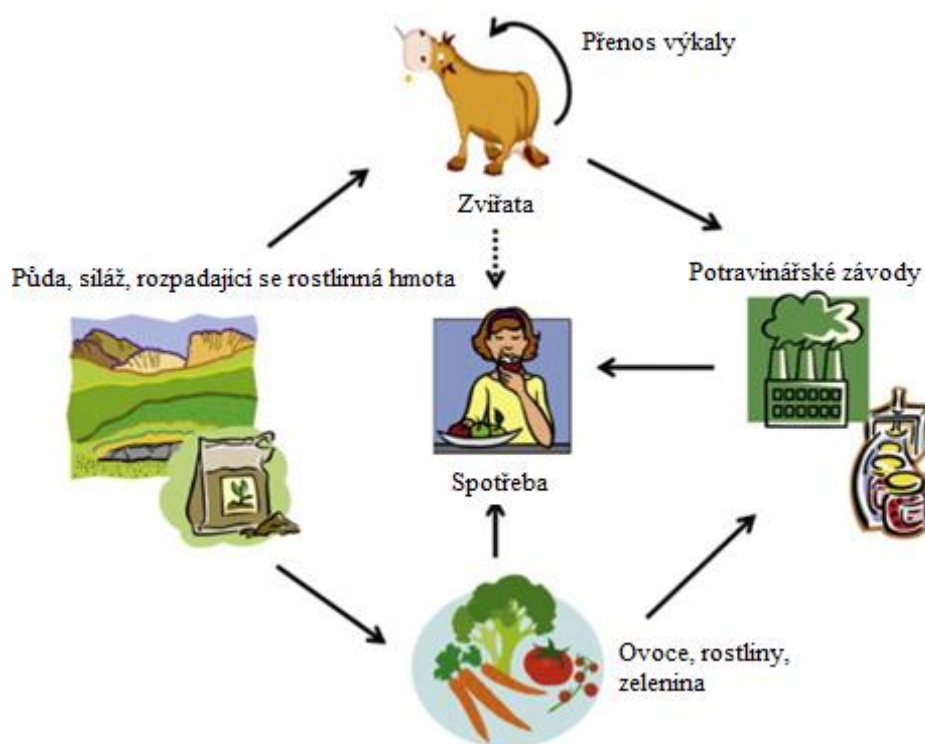 Přenos výkaly
Zvířata
Půda, siláž, rozpadající se rostlinná hmota
Potravinářské závody
Spotřeba
Ovoce, rostliny,
zelenina